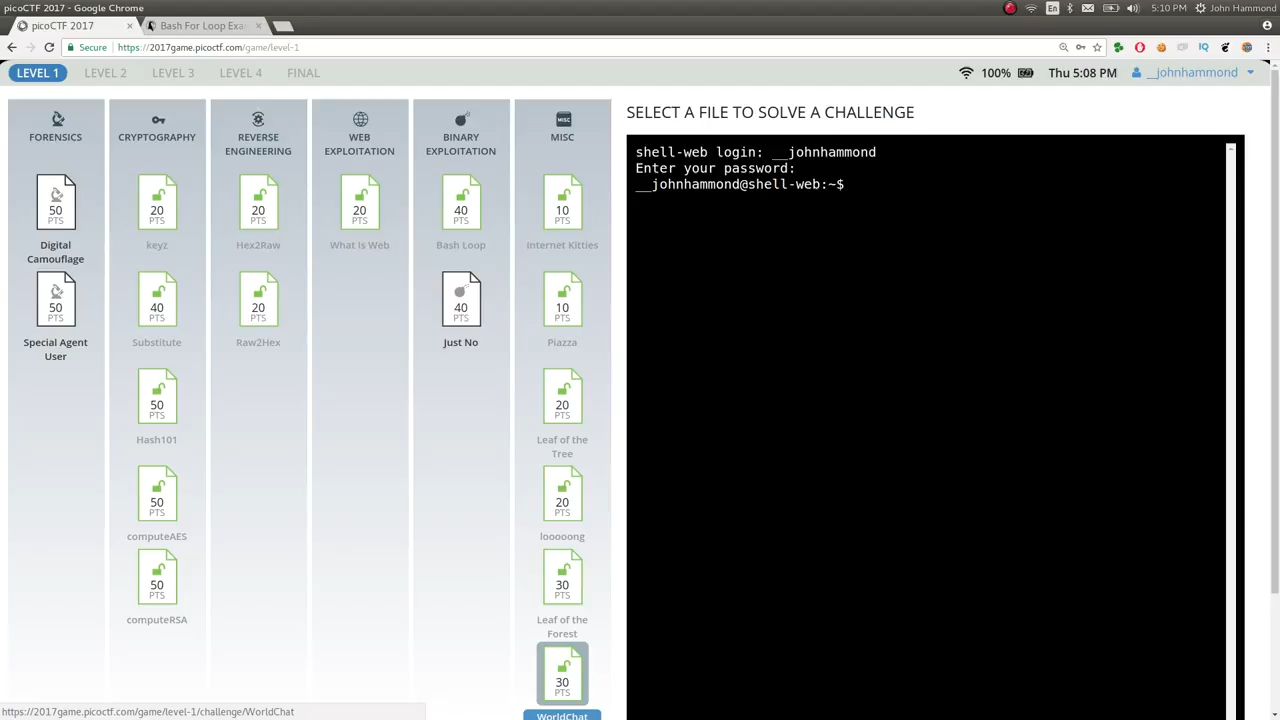 picoCTF 2017 - Google Chrome
En
5:10 PM
John Hammond
picoCTF 2017
Bash For Loop Exa
Secure
https://2017game.picoctf.com/game/level-1
IQ
LEVEL 1
LEVEL 2
LEVEL 3
LEVEL 4
FINAL
100%
Thu 5:08 PM
__johnhammond
FORENSICS
50
PTS
Digital
Camouflage
50
PTS
Special Agent
User
CRYPTOGRAPHY
20
PTS
keyz
40
PTS
Substitute
50
PTS
Hash101
50
PTS
computeAES
50
PTS
computeRSA
REVERSE
ENGINEERING
20
PTS
Hex2Raw
20
PTS
Raw2Hex
WEB
EXPLOITATION
20
PTS
What Is Web
BINARY
EXPLOITATION
40
PTS
Bash Loop
40
PTS
Just No
MISC
MISC
10
PTS
Internet Kitties
10
PTS
Piazza
20
PTS
Leaf of the
Tree
20
PTS
looooong
30
PTS
Leaf of the
Forest
30
PTS
WorldChat
SELECT A FILE TO SOLVE A CHALLENGE
shell-web login: __johnhammond
Enter your password:
__johnhammond@shell-web:~$
https://2017game.picoctf.com/game/level-1/challenge/WorldChat